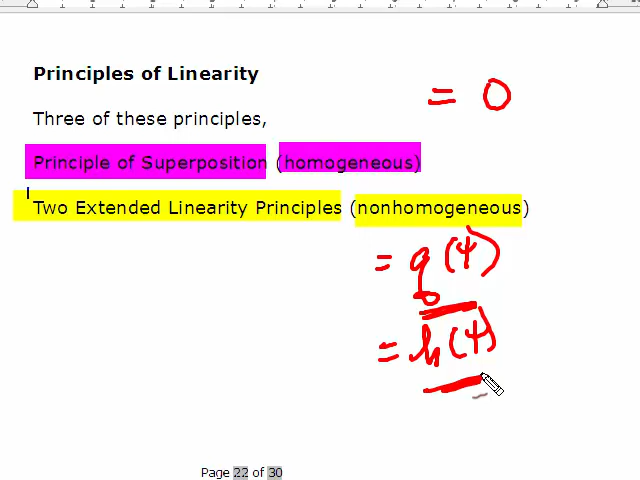 Principles of Linearity
= 0
Three of these principles,
Principle of Superposition (homogeneous)
Two Extended Linearity Principles (nonhomogeneous)
= g(t)
= h(t)
Page 22 of 30